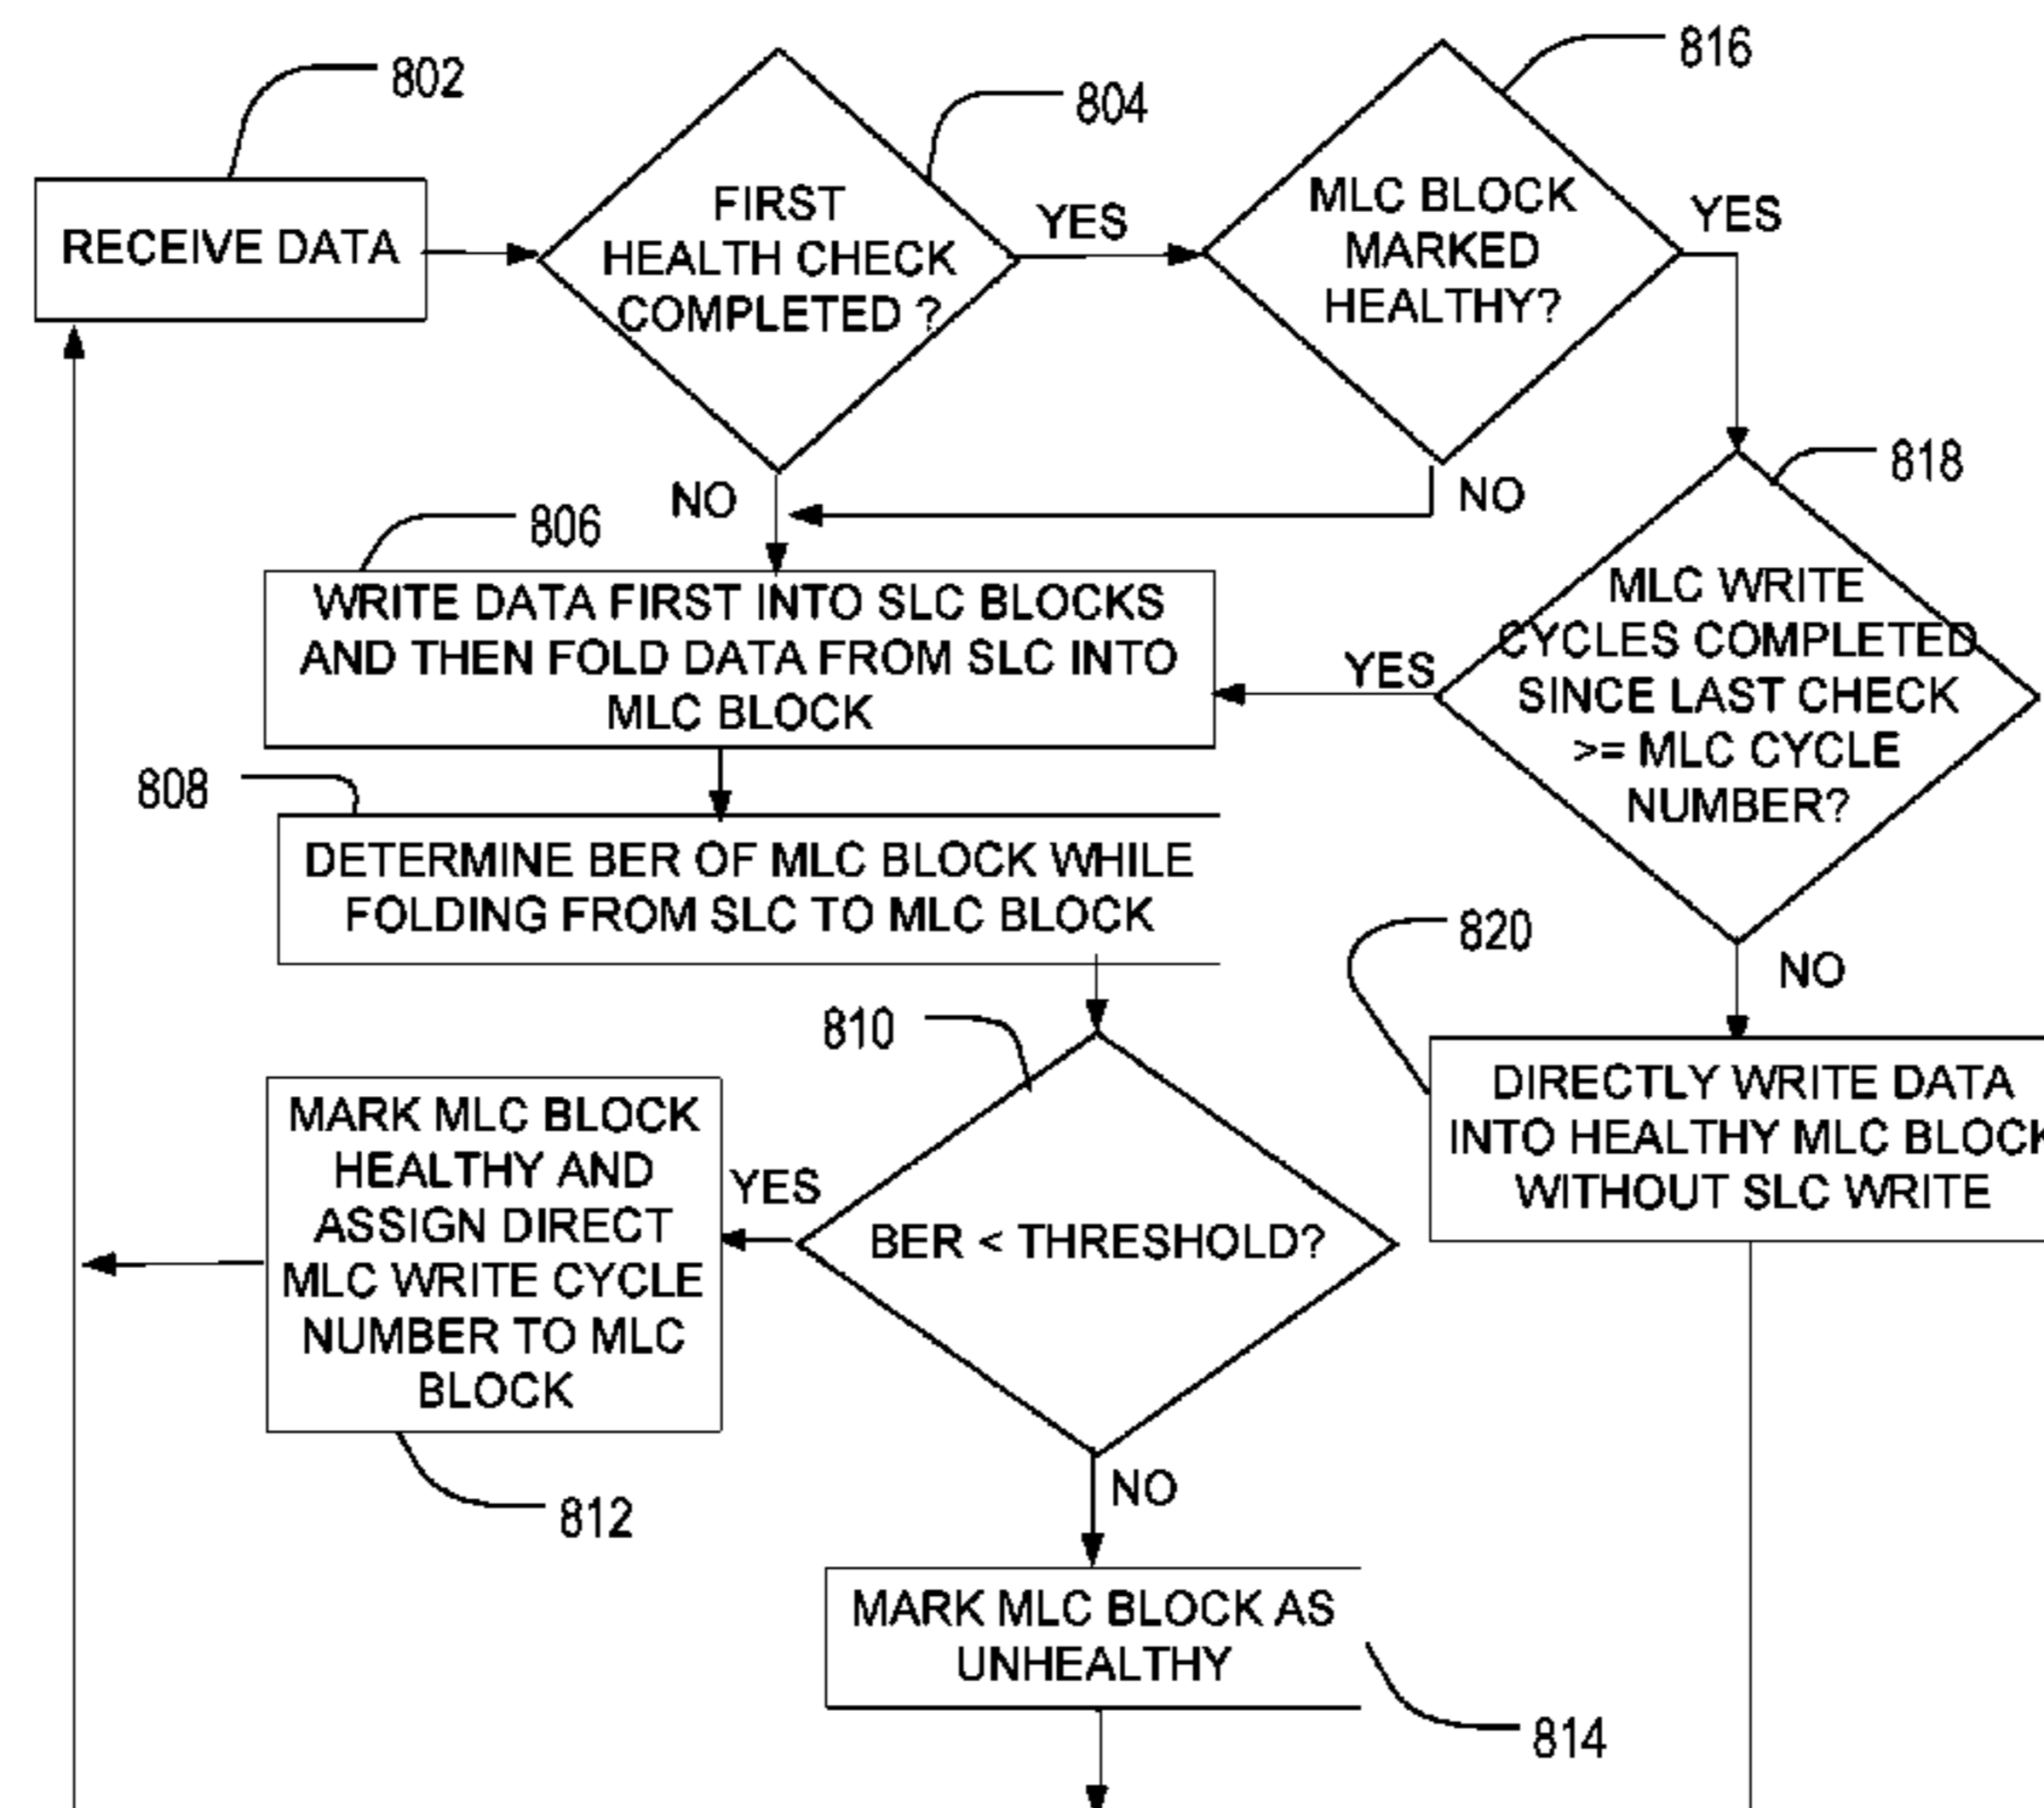 802
804
816
RECEIVE DATA
FIRST
HEALTH CHECK
COMPLETED ?
YES
MLC BLOCK
MARKED
HEALTHY?
YES
NO
NO
806
818
WRITE DATA FIRST INTO SLC BLOCKS
AND THEN FOLD DATA FROM SLC INTO
MLC BLOCK
YES
MLC WRITE
CYCLES COMPLETED
SINCE LAST CHECK
>= MLC CYCLE
NUMBER?
808
DETERMINE BER OF MLC BLOCK WHILE
FOLDING FROM SLC TO MLC BLOCK
820
NO
810
DIRECTLY WRITE DATA
INTO HEALTHY MLC BLOCK
WITHOUT SLC WRITE
MARK MLC BLOCK
HEALTHY AND
ASSIGN DIRECT
MLC WRITE CYCLE
NUMBER TO MLC
BLOCK
YES
BER < THRESHOLD?
812
NO
MARK MLC BLOCK AS
UNHEALTHY
814